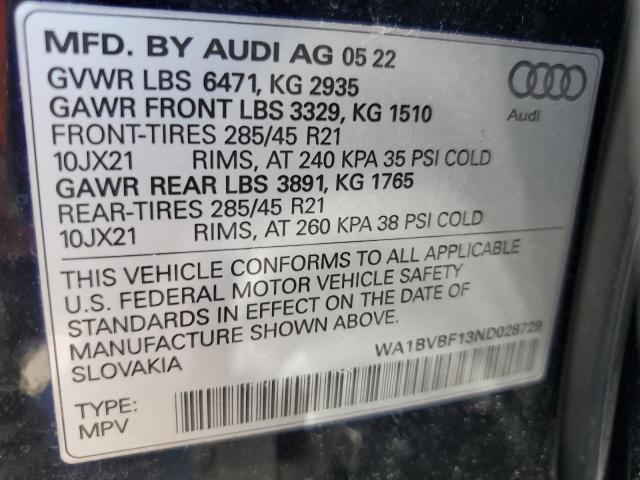 MFD. BY AUDI AG 05 22
GVWR LBS 6471, KG 2935
GAWR FRONT LBS 3329, KG 1510
FRONT-TIRES 285/45 R21
10JX21 RIMS, AT 240 KPA 35 PSI COLD
GAWR REAR LBS 3891, KG 1765
REAR-TIRES 285/45 R21
10JX21 RIMS, AT 260 KPA 38 PSI COLD
Audi
THIS VEHICLE CONFORMS TO ALL APPLICABLE
U.S. FEDERAL MOTOR VEHICLE SAFETY
STANDARDS IN EFFECT ON THE DATE OF
MANUFACTURE SHOWN ABOVE.
SLOVAKIA
WA1BVBF13ND028729
TYPE:
MPV